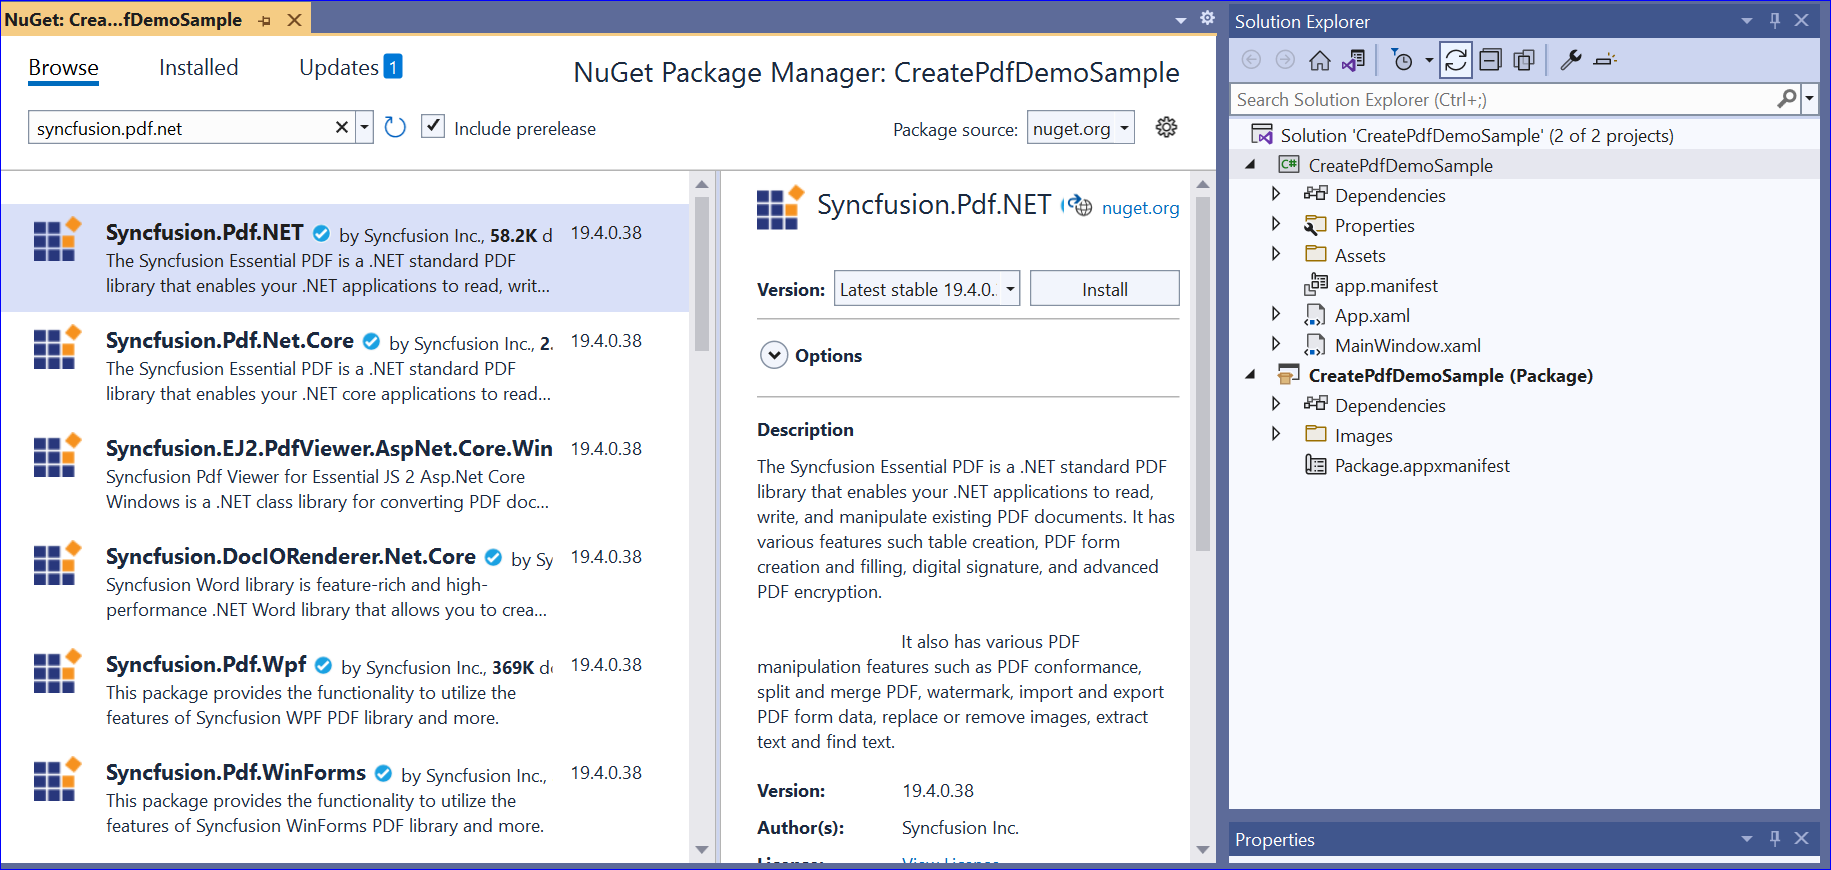 NuGet: Crea...fDemoSample
Browse
Installed
Updates 1
NuGet Package Manager: CreatePdfDemoSample
syncfusion.pdf.net
Include prerelease
Package source: nuget.org
Syncfusion.Pdf.NET by Syncfusion Inc., 58.2K d 19.4.0.38
The Syncfusion Essential PDF is a .NET standard PDF
library that enables your .NET applications to read, writ...
Syncfusion.Pdf.Net.Core by Syncfusion Inc., 2. 19.4.0.38
The Syncfusion Essential PDF is a .NET standard PDF
library that enables your .NET core applications to read...
Syncfusion.EJ2.PdfViewer.AspNet.Core.Win 19.4.0.38
Syncfusion Pdf Viewer for Essential JS 2 Asp.Net Core
Windows is a .NET class library for converting PDF doc...
Syncfusion.DocIORenderer.Net.Core by Sy 19.4.0.38
Syncfusion Word library is feature-rich and high-
performance .NET Word library that allows you to crea...
Syncfusion.Pdf.Wpf by Syncfusion Inc., 369K d 19.4.0.38
This package provides the functionality to utilize the
features of Syncfusion WPF PDF library and more.
Syncfusion.Pdf.WinForms by Syncfusion Inc., 19.4.0.38
This package provides the functionality to utilize the
features of Syncfusion WinForms PDF library and more.
Syncfusion.Pdf.NET nuget.org
Version: Latest stable 19.4.0. Install
Options
Description
The Syncfusion Essential PDF is a .NET standard PDF
library that enables your .NET applications to read,
write, and manipulate existing PDF documents. It has
various features such table creation, PDF form
creation and filling, digital signature, and advanced
PDF encryption.
It also has various PDF
manipulation features such as PDF conformance,
split and merge PDF, watermark, import and export
PDF form data, replace or remove images, extract
text and find text.
Version: 19.4.0.38
Author(s): Syncfusion Inc.
License: View License
Solution Explorer
Search Solution Explorer (Ctrl+;)
Solution 'CreatePdfDemoSample' (2 of 2 projects)
C# CreatePdfDemoSample
Dependencies
Properties
Assets
app.manifest
App.xaml
MainWindow.xaml
CreatePdfDemoSample (Package)
Dependencies
Images
Package.appxmanifest
Properties